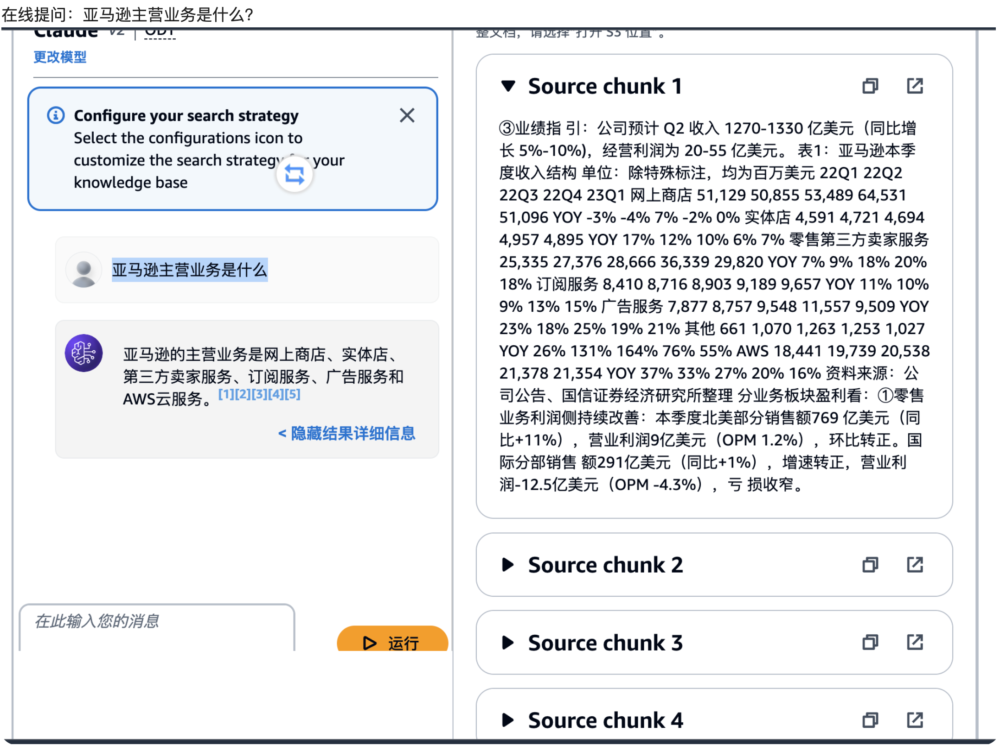 在线提问：亚马逊主营业务是什么？
Claude v2 | ODT
更改模型
Configure your search strategy
Select the configurations icon to
customize the search strategy for your
knowledge base
亚马逊主营业务是什么
亚马逊的主营业务是网上商店、实体店、
第三方卖家服务、订阅服务、广告服务和
AWS云服务。[1][2][3][4][5]
< 隐藏结果详细信息
在此输入您的消息
运行
整文档，请选择“打开 S3 位置”。
Source chunk 1
③业绩指 引：公司预计 Q2 收入 1270-1330 亿美元（同比增
长 5%-10%)，经营利润为 20-55 亿美元。 表1：亚马逊本季
度收入结构 单位：除特殊标注，均为百万美元 22Q1 22Q2
22Q3 22Q4 23Q1 网上商店 51,129 50,855 53,489 64,531
51,096 YOY -3% -4% 7% -2% 0% 实体店 4,591 4,721 4,694
4,957 4,895 YOY 17% 12% 10% 6% 7% 零售第三方卖家服务
25,335 27,376 28,666 36,339 29,820 YOY 7% 9% 18% 20%
18% 订阅服务 8,410 8,716 8,903 9,189 9,657 YOY 11% 10%
9% 13% 15% 广告服务 7,877 8,757 9,548 11,557 9,509 YOY
23% 18% 25% 19% 21% 其他 661 1,070 1,263 1,253 1,027
YOY 26% 131% 164% 76% 55% AWS 18,441 19,739 20,538
21,378 21,354 YOY 37% 33% 27% 20% 16% 资料来源：公
司公告、国信证券经济研究所整理 分业务板块盈利看：①零售
业务利润侧持续改善：本季度北美部分销售额769 亿美元（同
比+11%），营业利润9亿美元（OPM 1.2%），环比转正。国
际分部销售 额291亿美元（同比+1%），增速转正，营业利
润-12.5亿美元（OPM -4.3%），亏 损收窄。
Source chunk 2
Source chunk 3
Source chunk 4